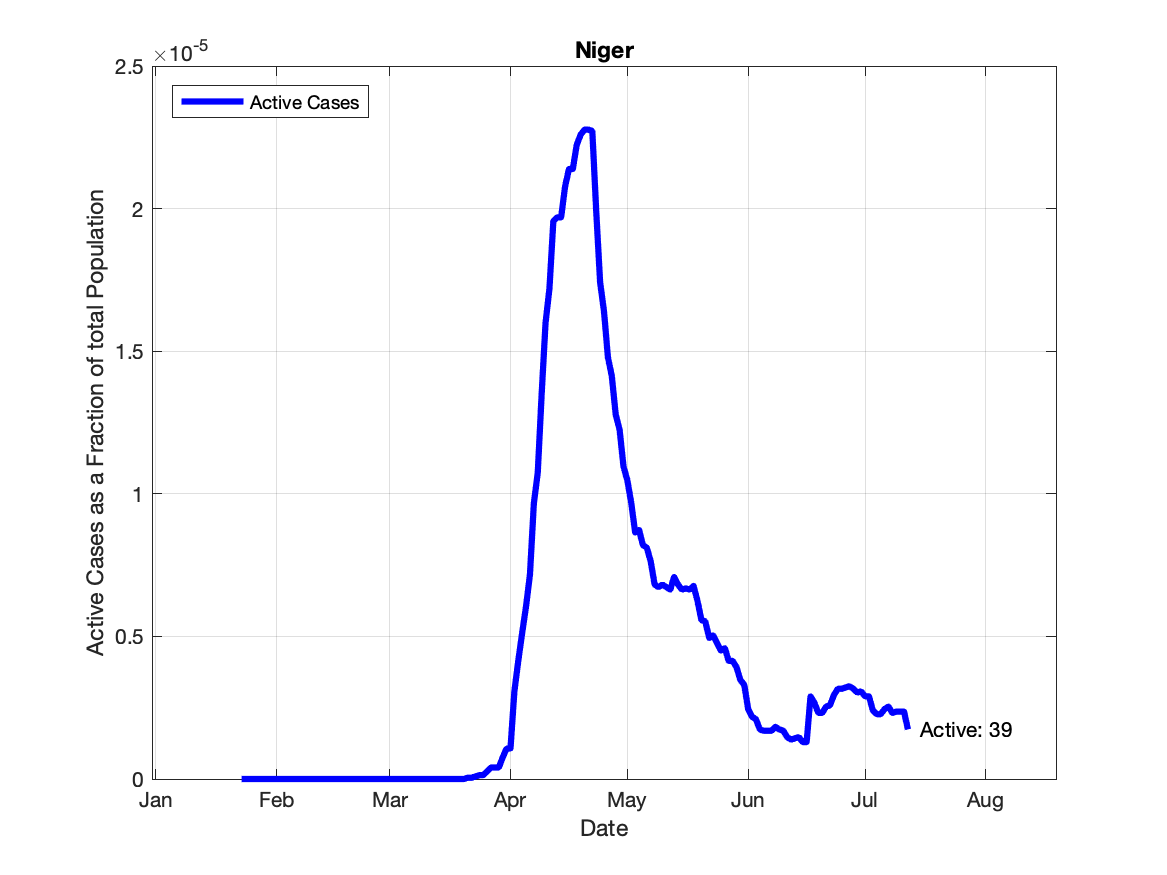 Niger
×10-5
2.5
2
1.5
1
0.5
0
Active Cases as a Fraction of total Population
Active Cases
Active: 39
Jan Feb Mar Apr May Jun Jul Aug
Date